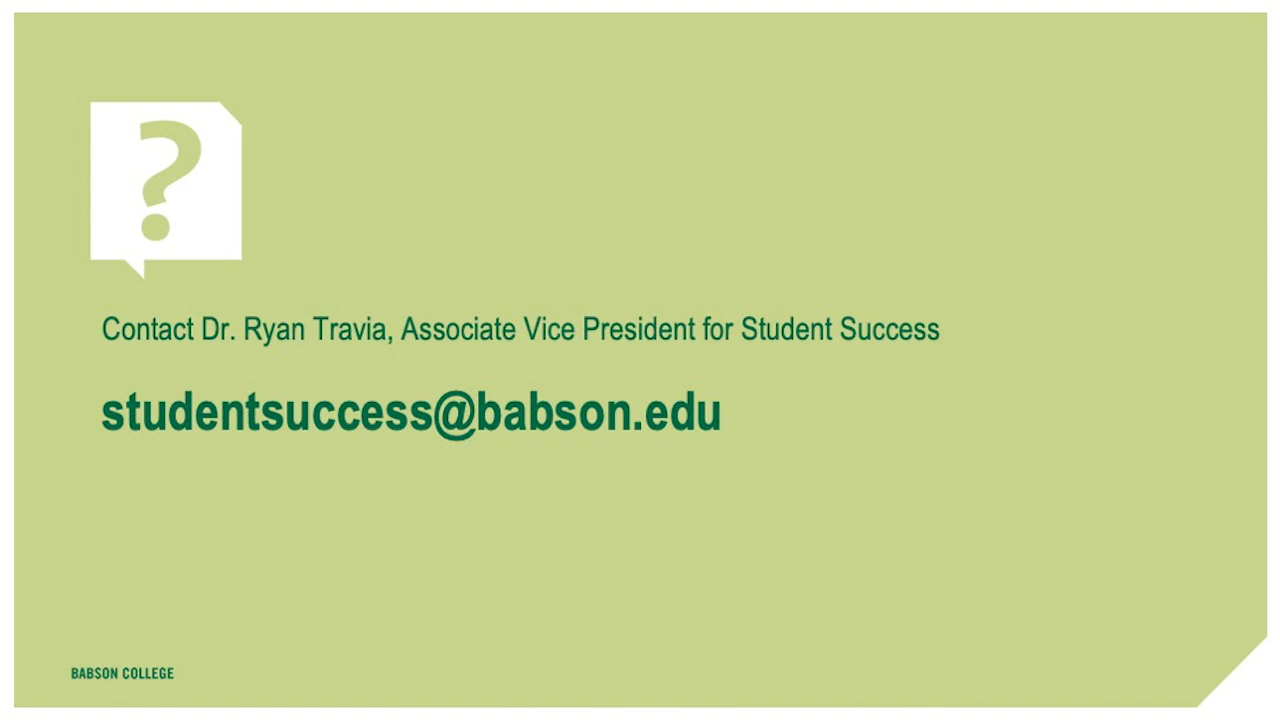 ?
Contact Dr. Ryan Travia, Associate Vice President for Student Success
studentsuccess@babson.edu
BABSON COLLEGE